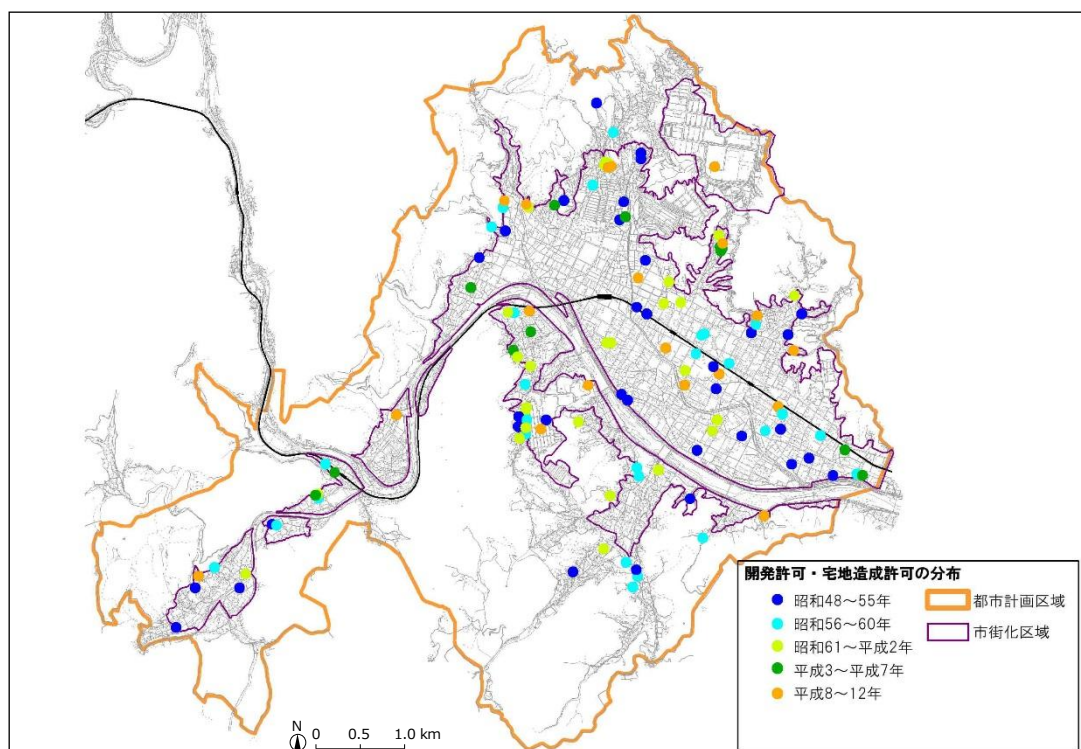 開発許可・宅地造成許可の分布
昭和48～55年
昭和56～60年
昭和61～平成2年
平成3～平成7年
平成8～12年
都市計画区域
市街化区域
N
0 0.5 1.0 km